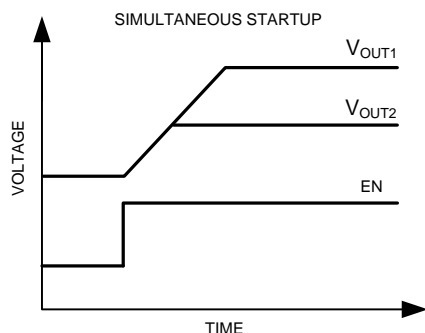 SIMULTANEOUS STARTUP
VOUT1
VOUT2
EN
VOLTAGE
TIME